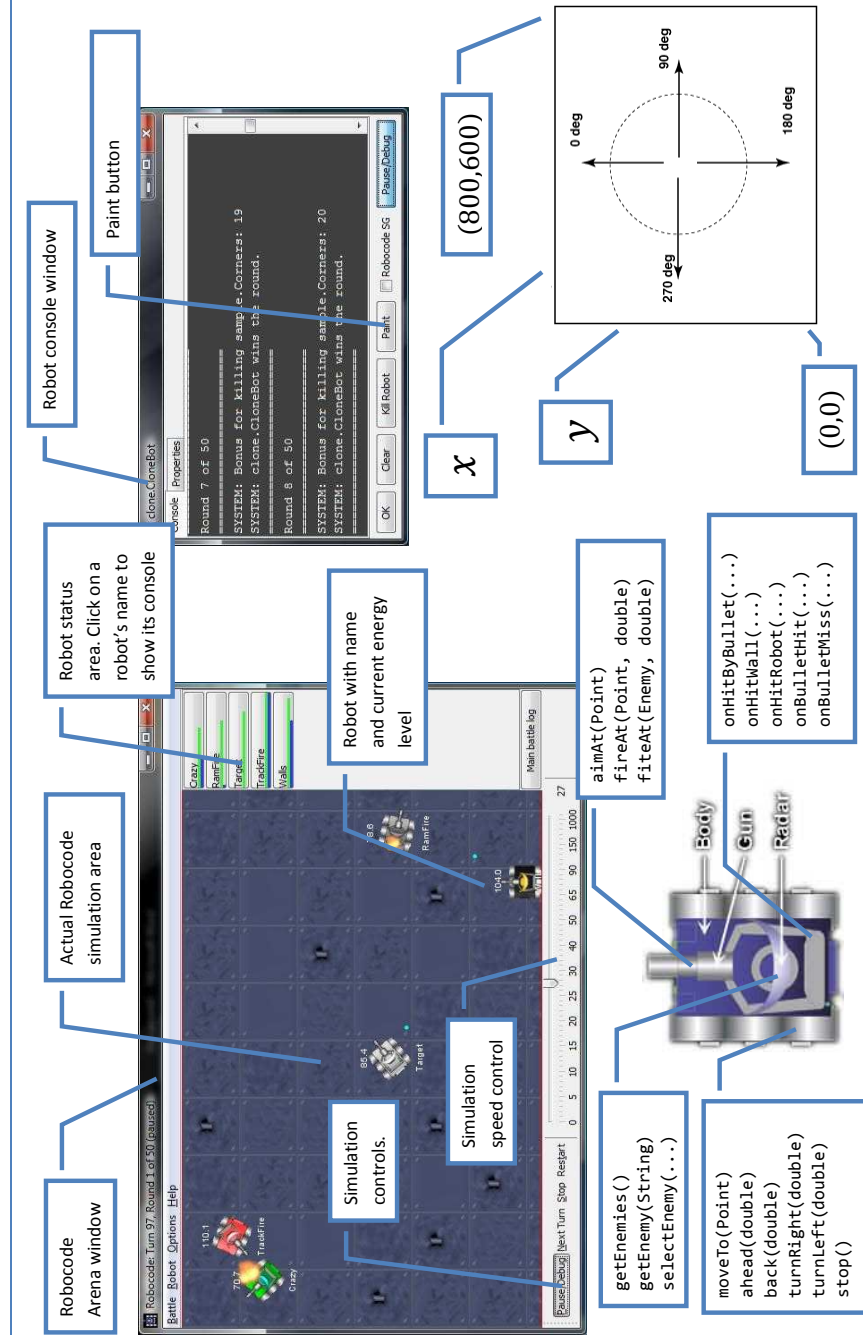 Robocode
Arena window
Actual Robocode
simulation area
Robot status
area. Click on a
robot's name to
show its console
Robot console window
Paint button
Robocode: Turn 97, Round 1 of 50 (paused)
Battle Robot Options Help
110.1
TrackFire
70.7
Crazy
85.4
Target
RamFire
104.0
Crazy
RamFire
Target
TrackFire
Walls
Main battle log
Simulation
controls.
Simulation
speed control
Robot with name
and current energy
level
Pause/Debug Next Turn Stop Restart
0 5 10 15 20 25 30 40 50 65 90 150 1000
27
clone.CloneBot
Console Properties
Round 7 of 50
SYSTEM: Bonus for killing sample.Corners: 19
SYSTEM: clone.CloneBot wins the round.
Round 8 of 50
SYSTEM: Bonus for killing sample.Corners: 20
SYSTEM: clone.CloneBot wins the round.
OK Clear Kill Robot Paint Robocode SG Pause/Debug
getEnemies()
getEnemy(String)
selectEnemy(...)
moveTo(Point)
ahead(double)
back(double)
turnRight(double)
turnLeft(double)
stop()
Body
Gun
Radar
aimAt(Point)
fireAt(Point, double)
fiteAt(Enemy, double)
onHitByBullet(...)
onHitWall(...)
onHitRobot(...)
onBulletHit(...)
onBulletMiss(...)
x
y
(0,0)
(800,600)
0 deg
90 deg
180 deg
270 deg